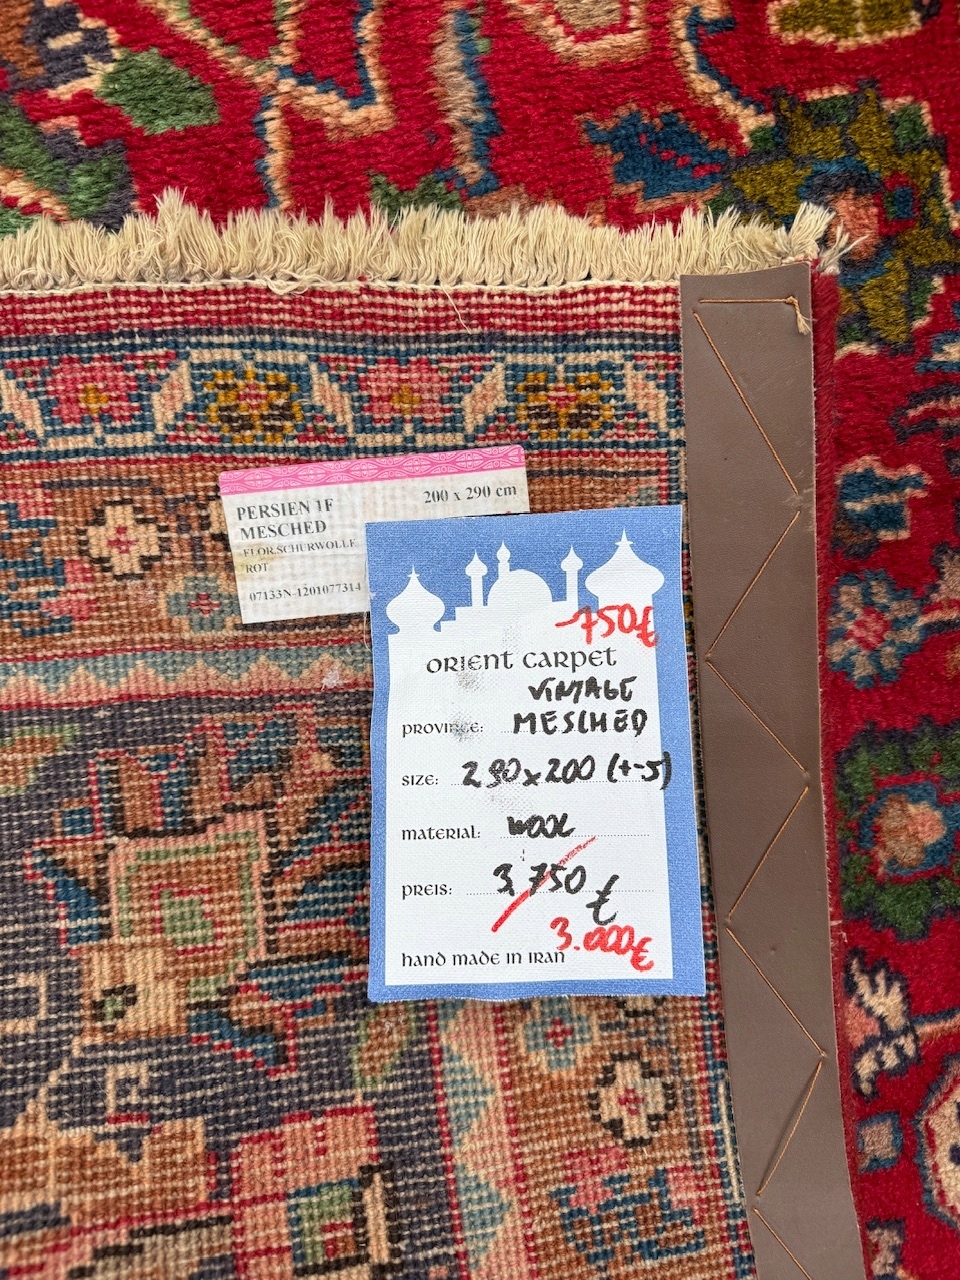 PERSIEN 1F
200 x 290 cm
MESCHED
FLOR.SCHURWOLLE
ROT
07133N-1201077314
-750€
ORIENT CARPET
VINTAGE
PROVINCE: MESCHED
SIZE: 290x200 (+-5)
MATERIAL: WOOL
PREIS: 3,750 €
3.000€
HAND MADE IN IRAN